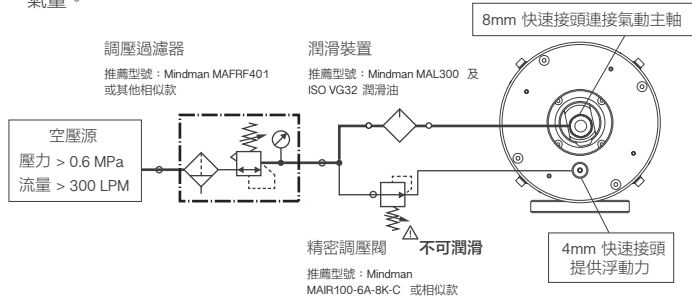 氣量。
8mm 快速接頭連接氣動主軸
調壓過濾器
推薦型號：Mindman MAFRF401
或其他相似款
潤滑裝置
推薦型號：Mindman MAL300 及
ISO VG32 潤滑油
空壓源
壓力 > 0.6 MPa
流量 > 300 LPM
精密調壓閥 不可潤滑
推薦型號：Mindman
MAIR100-6A-8K-C 或相似款
4mm 快速接頭
提供浮動力